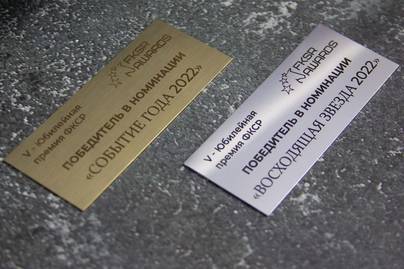 FKSR
AWARDS
V - Юбилейная
премия ФКСР
ПОБЕДИТЕЛЬ В НОМИНАЦИИ
«СОБЫТИЕ ГОДА 2022»
FKSR
AWARDS
V - Юбилейная
премия ФКСР
ПОБЕДИТЕЛЬ В НОМИНАЦИИ
«ВОСХОДЯЩАЯ ЗВЕЗДА 2022»